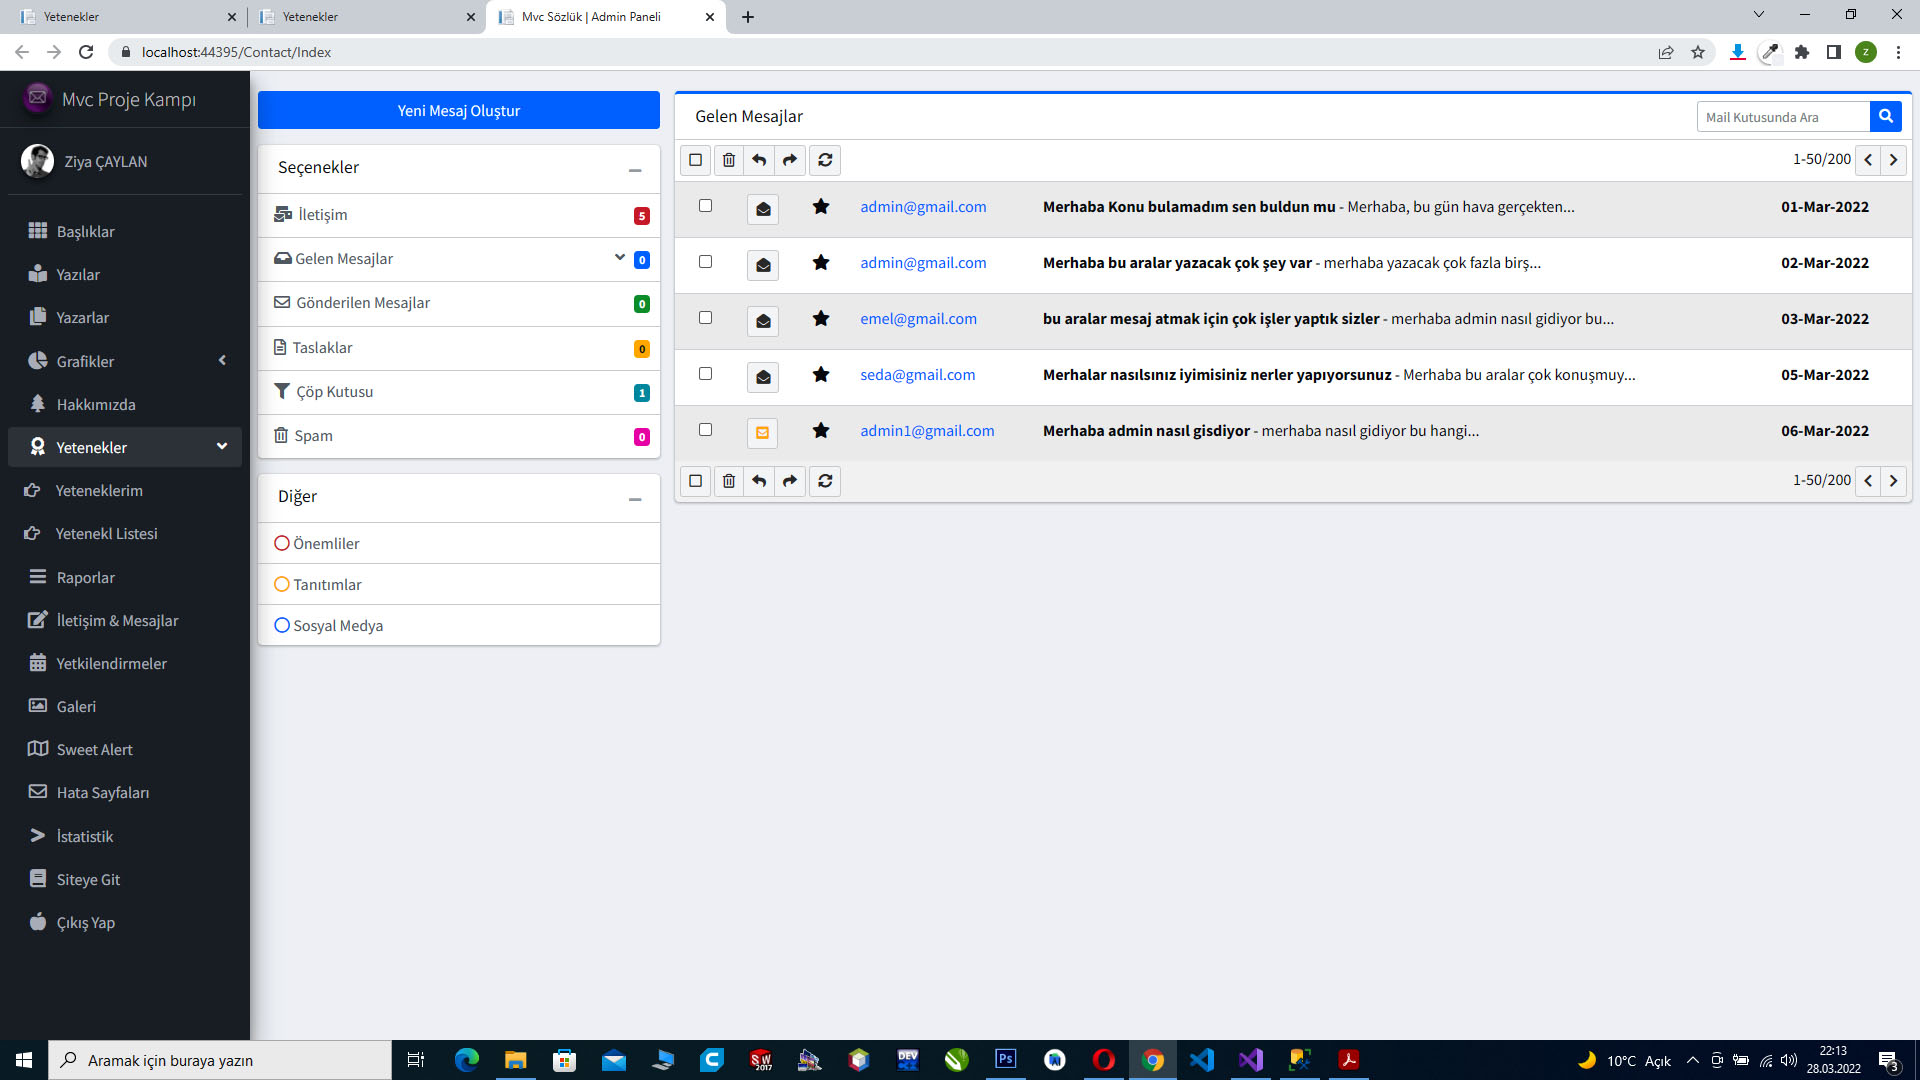 Yetenekler
Yetenekler
Mvc Sözlük | Admin Paneli
localhost:44395/Contact/Index
Z
Mvc Proje Kampı
Ziya ÇAYLAN
Başlıklar
Yazılar
Yazarlar
Grafikler
Hakkımızda
Yetenekler
Yeteneklerim
Yetenekl Listesi
Raporlar
İletişim & Mesajlar
Yetkilendirmeler
Galeri
Sweet Alert
Hata Sayfaları
İstatistik
Siteye Git
Çıkış Yap
Yeni Mesaj Oluştur
Seçenekler
İletişim 5
Gelen Mesajlar 0
Gönderilen Mesajlar 0
Taslaklar 0
Çöp Kutusu 1
Spam 0
Diğer
Önemliler
Tanıtımlar
Sosyal Medya
Gelen Mesajlar
Mail Kutusunda Ara
1-50/200
admin@gmail.com Merhaba Konu bulamadım sen buldun mu - Merhaba, bu gün hava gerçekten... 01-Mar-2022
admin@gmail.com Merhaba bu aralar yazacak çok şey var - merhaba yazacak çok fazla birş... 02-Mar-2022
emel@gmail.com bu aralar mesaj atmak için çok işler yaptık sizler - merhaba admin nasıl gidiyor bu... 03-Mar-2022
seda@gmail.com Merhalar nasılsınız iyimisiniz nerler yapıyorsunuz - Merhaba bu aralar çok konuşmuy... 05-Mar-2022
admin1@gmail.com Merhaba admin nasıl gisdiyor - merhaba nasıl gidiyor bu hangi... 06-Mar-2022
1-50/200
Aramak için buraya yazın
SW 2017
DEV
Ps
10°C Açık
22:13
28.03.2022
3